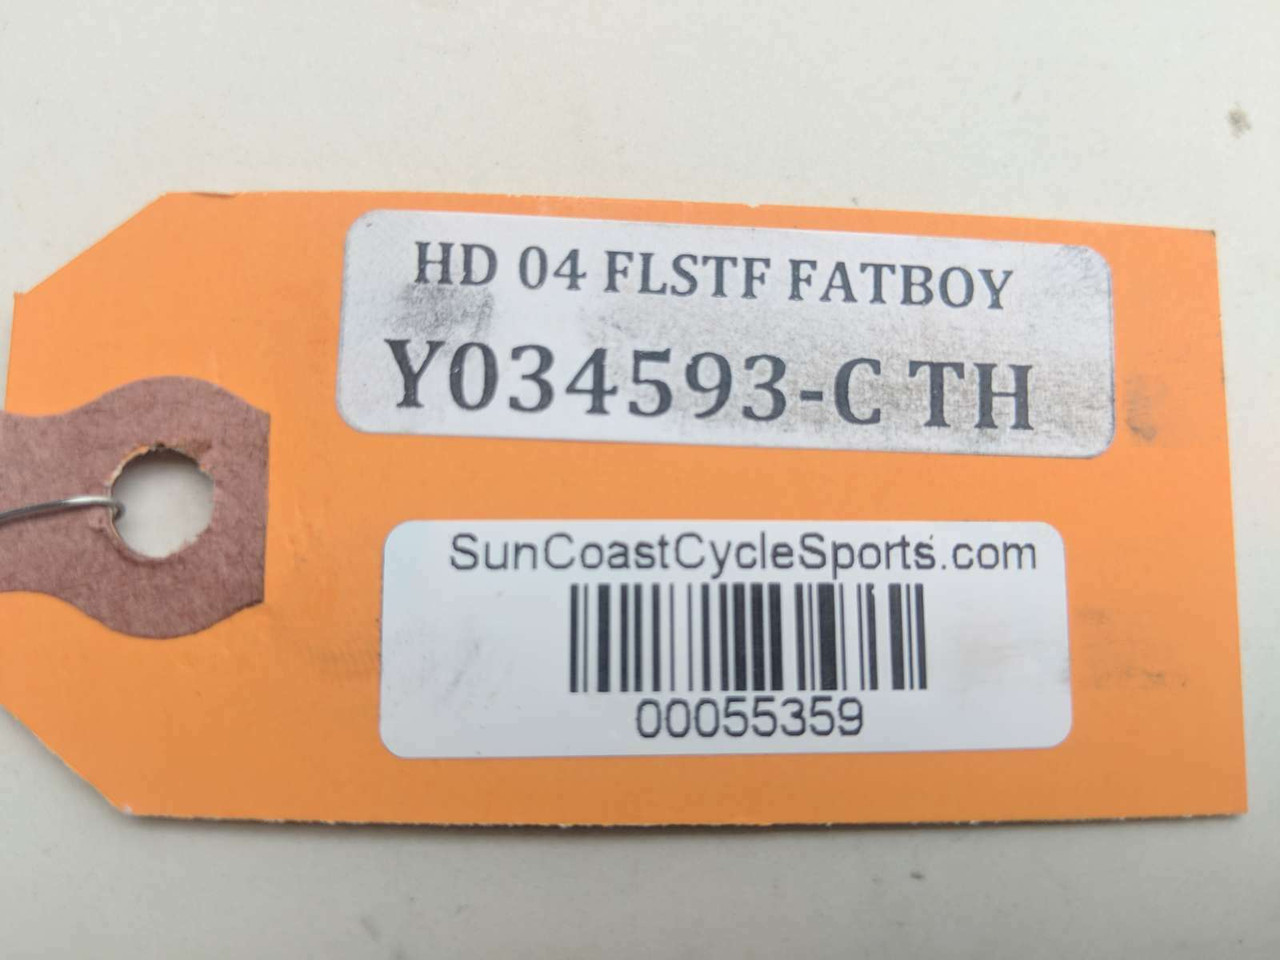 HD 04 FLSTF FATBOY
Y034593-C TH
SunCoastCycleSports.com
00055359